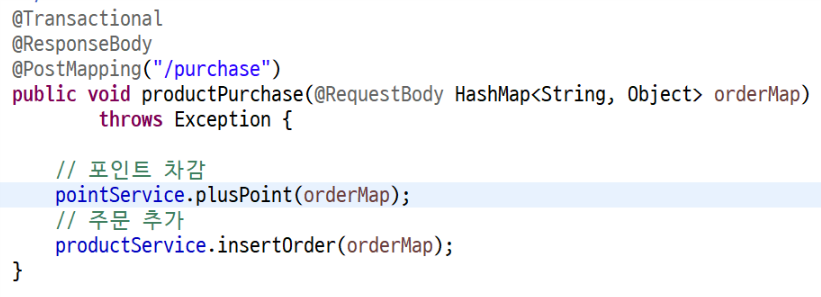 @Transactional
@ResponseBody
@PostMapping("/purchase")
public void productPurchase(@RequestBody HashMap<String, Object> orderMap)
throws Exception {
// 포인트 차감
pointService.plusPoint(orderMap);
// 주문 추가
productService.insertOrder(orderMap);
}